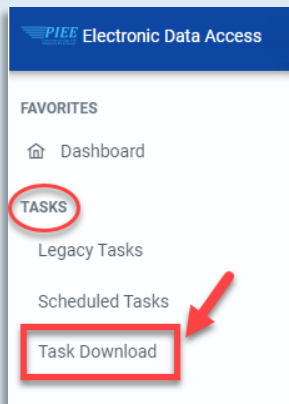 PIEE Electronic Data Access
FAVORITES
Dashboard
TASKS
Legacy Tasks
Scheduled Tasks
Task Download